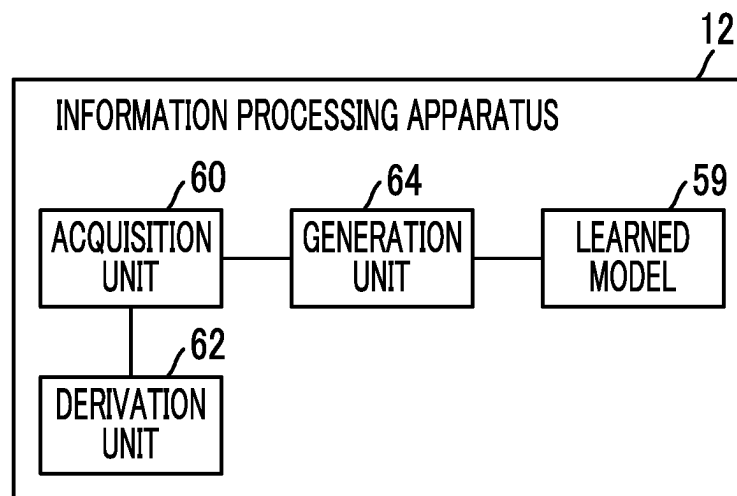 12
INFORMATION PROCESSING APPARATUS
60
64
59
ACQUISITION
UNIT
GENERATION
UNIT
LEARNED
MODEL
62
DERIVATION
UNIT